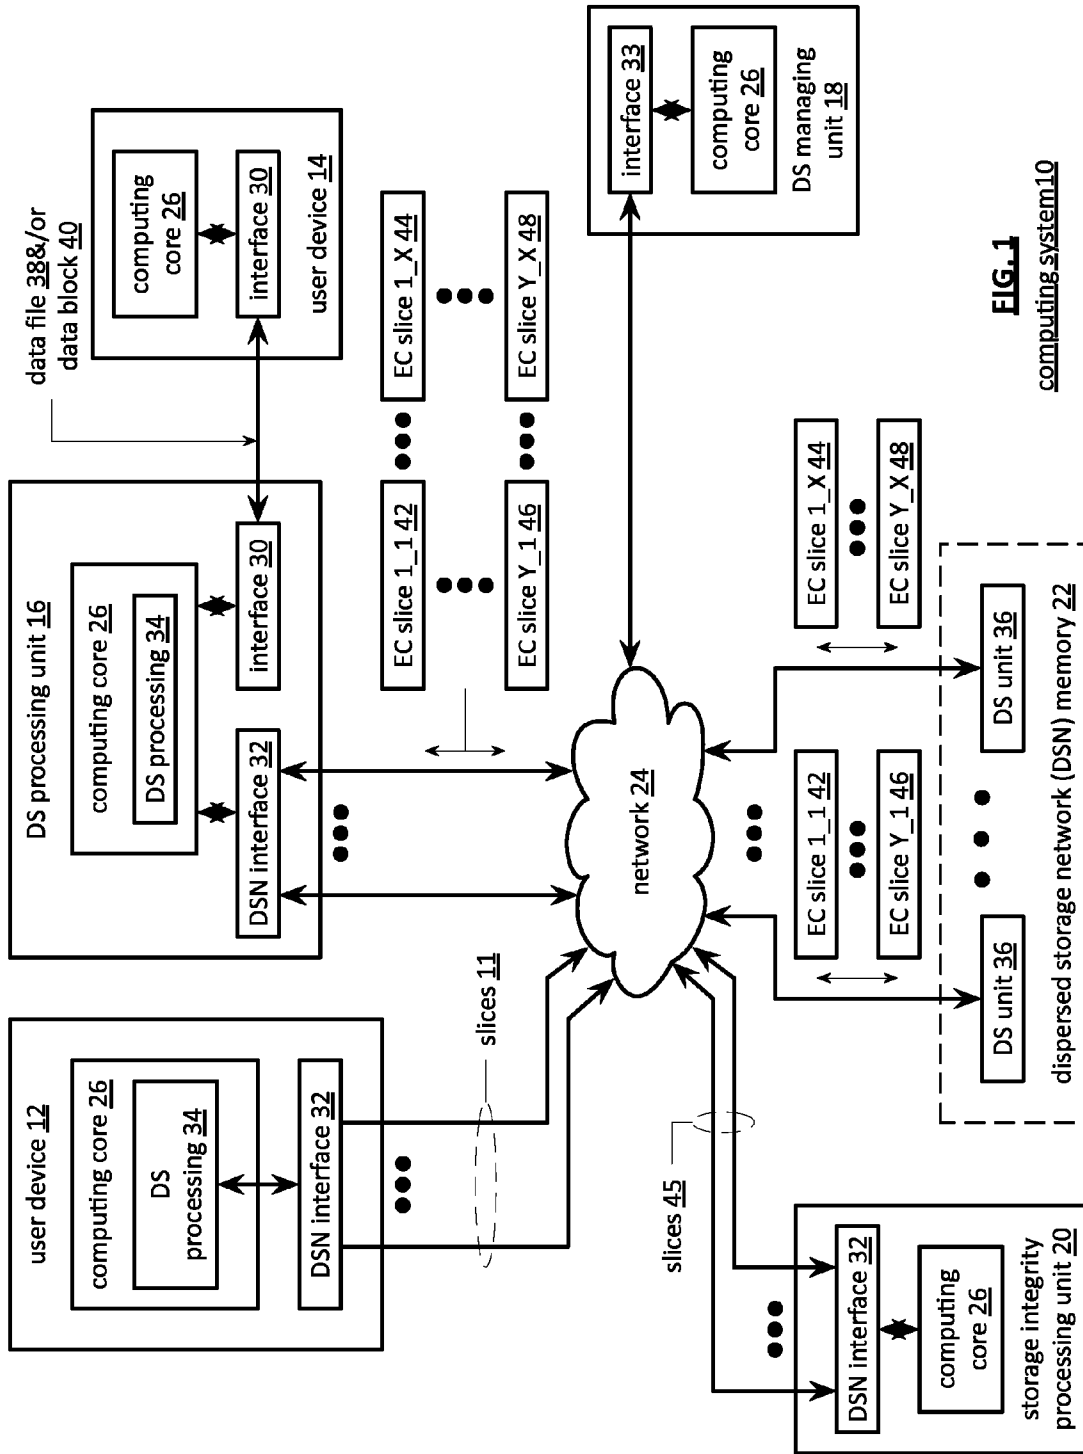 user device 12
computing core 26
DS
processing 34
DSN interface 32
slices 11
DS processing unit 16
computing core 26
DS processing 34
DSN interface 32
interface 30
data file 38&/or
data block 40
computing
core 26
interface 30
user device 14
EC slice 1_1 42
EC slice 1_X 44
EC slice Y_1 46
EC slice Y_X 48
network 24
interface 33
computing
core 26
DS managing
unit 18
slices 45
DSN interface 32
computing
core 26
storage integrity
processing unit 20
EC slice 1_1 42
EC slice Y_1 46
EC slice 1_X 44
EC slice Y_X 48
DS unit 36
DS unit 36
dispersed storage network (DSN) memory 22
FIG.1
computing system10